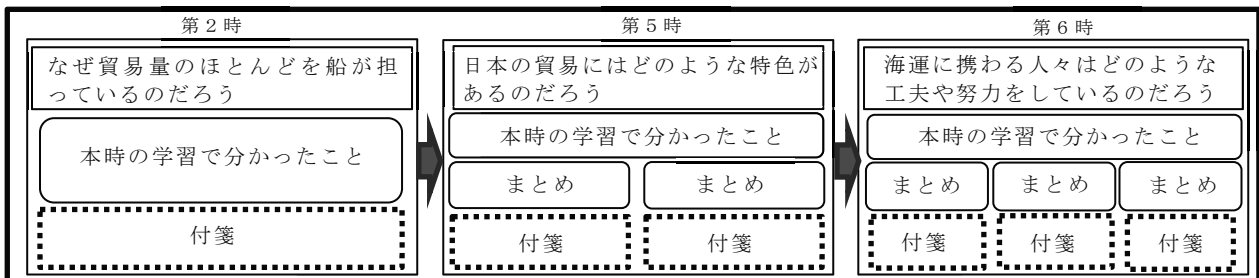 第２時
なぜ貿易量のほとんどを船が担
っているのだろう
本時の学習で分かったこと
付箋
第５時
日本の貿易にはどのような特色が
あるのだろう
本時の学習で分かったこと
まとめ
まとめ
付箋
付箋
第６時
海運に携わる人々はどのような
工夫や努力をしているのだろう
本時の学習で分かったこと
まとめ
まとめ
まとめ
付箋
付箋
付箋